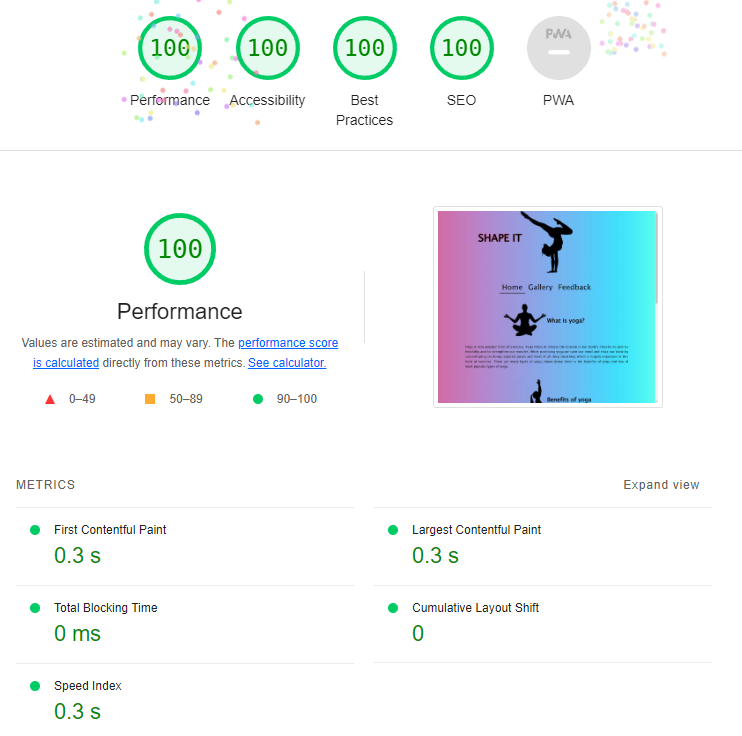 100
100
100
100
PWA
Performance
Accessibility
Best
Practices
SEO
PWA
100
Performance
Values are estimated and may vary. The performance score
is calculated directly from these metrics. See calculator.
0–49
50–89
90–100
SHAPE IT
Home Gallery Feedback
What is yoga?
Benefits of yoga
METRICS
Expand view
First Contentful Paint
0.3 s
Largest Contentful Paint
0.3 s
Total Blocking Time
0 ms
Cumulative Layout Shift
0
Speed Index
0.3 s